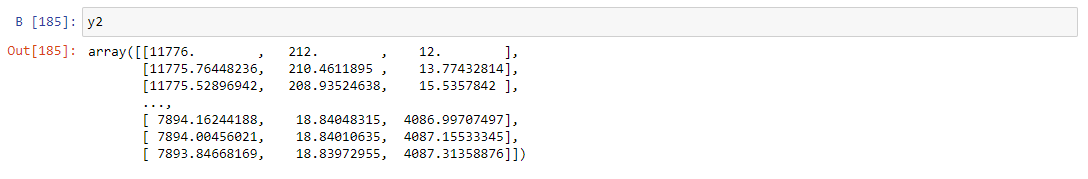 В [185]: y2
Out[185]: array([[11776.        ,   212.        ,    12.        ],
       [11775.76448236,   210.4611895 ,    13.77432814],
       [11775.52896942,   208.93524638,    15.5357842 ],
       ...,
       [ 7894.16244188,    18.84048315,  4086.99707497],
       [ 7894.00456021,    18.84010635,  4087.15533345],
       [ 7893.84668169,    18.83972955,  4087.31358876]])